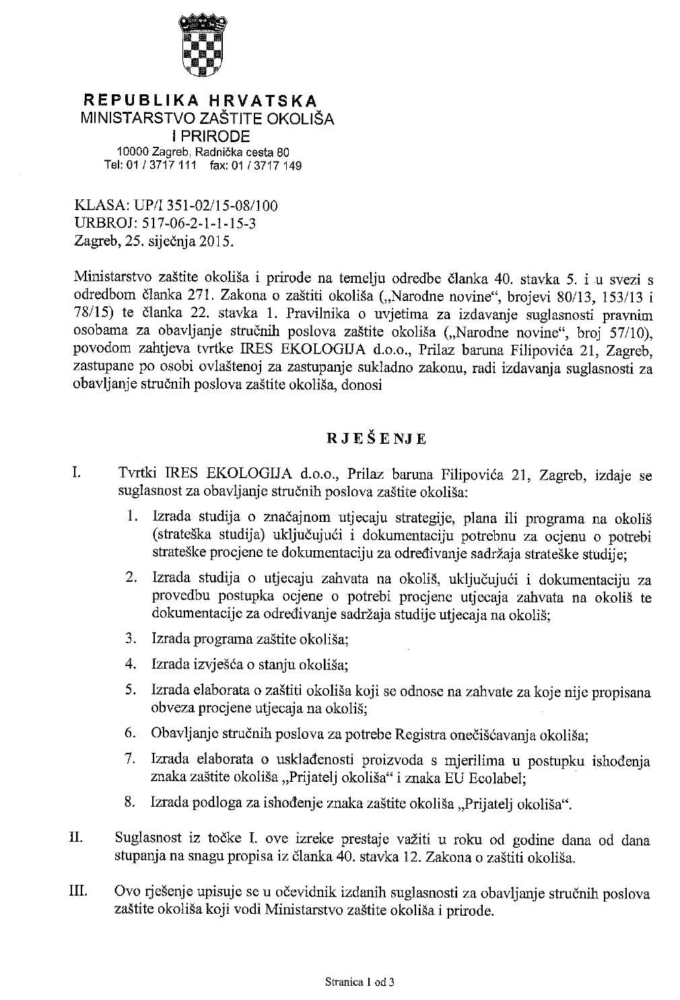 REPUBLIKA HRVATSKA
MINISTARSTVO ZAŠTITE OKOLIŠA
I PRIRODE
10000 Zagreb, Radnička cesta 80
Tel: 01 / 3717 111 fax: 01 / 3717 149
KLASA: UP/I 351-02/15-08/100
URBROJ: 517-06-2-1-1-15-3
Zagreb, 25. siječnja 2015.
Ministarstvo zaštite okoliša i prirode na temelju odredbe članka 40. stavka 5. i u svezi s
odredbom članka 271. Zakona o zaštiti okoliša („Narodne novine“, brojevi 80/13, 153/13 i
78/15) te članka 22. stavka 1. Pravilnika o uvjetima za izdavanje suglasnosti pravnim
osobama za obavljanje stručnih poslova zaštite okoliša („Narodne novine“, broj 57/10),
povodom zahtjeva tvrtke IRES EKOLOGIJA d.o.o., Prilaz baruna Filipovića 21, Zagreb,
zastupane po osobi ovlaštenoj za zastupanje sukladno zakonu, radi izdavanja suglasnosti za
obavljanje stručnih poslova zaštite okoliša, donosi
RJEŠENJE
I. Tvrtki IRES EKOLOGIJA d.o.o., Prilaz baruna Filipovića 21, Zagreb, izdaje se
suglasnost za obavljanje stručnih poslova zaštite okoliša:
1. Izrada studija o značajnom utjecaju strategije, plana ili programa na okoliš
(strateška studija) uključujući i dokumentaciju potrebnu za ocjenu o potrebi
strateške procjene te dokumentaciju za određivanje sadržaja strateške studije;
2. Izrada studija o utjecaju zahvata na okoliš, uključujući i dokumentaciju za
provedbu postupka ocjene o potrebi procjene utjecaja zahvata na okoliš te
dokumentacije za određivanje sadržaja studije utjecaja na okoliš;
3. Izrada programa zaštite okoliša;
4. Izrada izvješća o stanju okoliša;
5. Izrada elaborata o zaštiti okoliša koji se odnose na zahvate za koje nije propisana
obveza procjene utjecaja na okoliš;
6. Obavljanje stručnih poslova za potrebe Registra onečišćavanja okoliša;
7. Izrada elaborata o usklađenosti proizvoda s mjerilima u postupku ishođenja
znaka zaštite okoliša „Prijatelj okoliša“ i znaka EU Ecolabel;
8. Izrada podloga za ishođenje znaka zaštite okoliša „Prijatelj okoliša“.
II. Suglasnost iz točke I. ove izreke prestaje važiti u roku od godine dana od dana
stupanja na snagu propisa iz članka 40. stavka 12. Zakona o zaštiti okoliša.
III. Ovo rješenje upisuje se u očevidnik izdanih suglasnosti za obavljanje stručnih poslova
zaštite okoliša koji vodi Ministarstvo zaštite okoliša i prirode.
Stranica 1 od 3